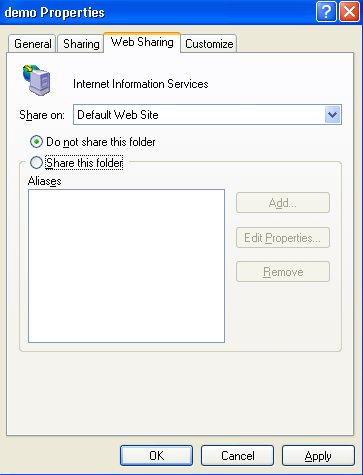 demo Properties
General Sharing Web Sharing Customize
Internet Information Services
Share on: Default Web Site
Do not share this folder
Share this folder
Aliases
Add...
Edit Properties...
Remove
OK Cancel Apply